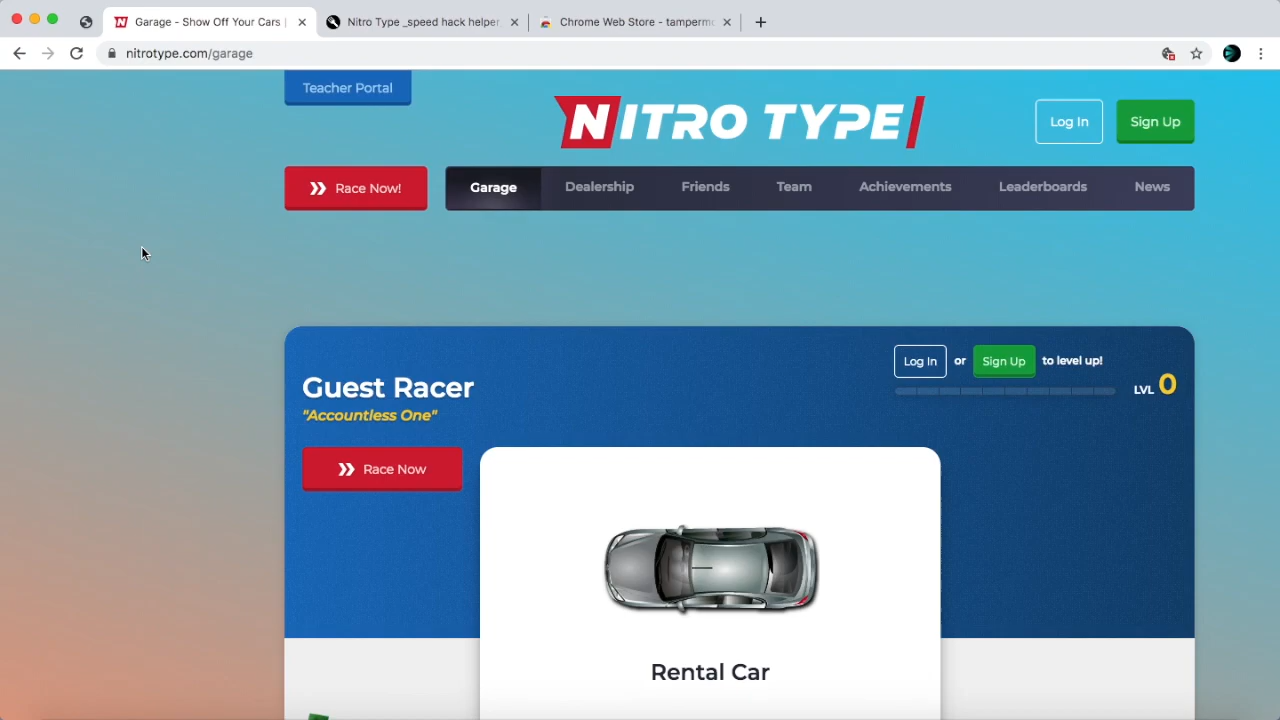 Garage - Show Off Your Cars |
Nitro Type _speed hack helper
Chrome Web Store - tampermo
nitrotype.com/garage
Teacher Portal
NITRO TYPE
Log In
Sign Up
Race Now!
Garage
Dealership
Friends
Team
Achievements
Leaderboards
News
Log In or Sign Up to level up!
Guest Racer
LVL 0
"Accountless One"
Race Now
Rental Car